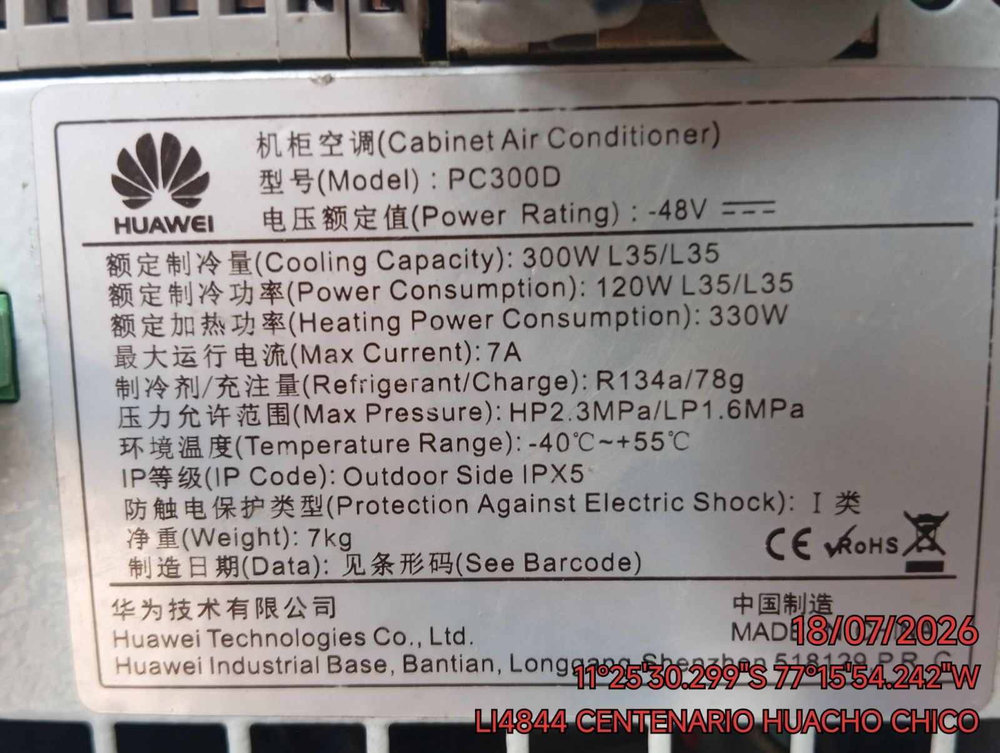 HUAWEI
机柜空调(Cabinet Air Conditioner)
型号(Model) : PC300D
电压额定值(Power Rating) : -48V
额定制冷量(Cooling Capacity): 300W L35/L35
额定制冷功率(Power Consumption): 120W L35/L35
额定加热功率(Heating Power Consumption): 330W
最大运行电流(Max Current): 7A
制冷剂/充注量(Refrigerant/Charge): R134a/78g
压力允许范围(Max Pressure): HP2.3MPa/LP1.6MPa
环境温度(Temperature Range): -40℃~+55℃
IP等级(IP Code): Outdoor Side IPX5
防触电保护类型(Protection Against Electric Shock): I 类
净重(Weight): 7kg
制造日期(Data): 见条形码(See Barcode)
CE RoHS
华为技术有限公司
Huawei Technologies Co., Ltd.
Huawei Industrial Base, Bantian, Longgang Shenzhen 518129, P.R. C
中国制造
MADE IN CHINA
18/07/2026
11°25'30.299"S 77°15'54.242"W
LI4844 CENTENARIO HUACHO CHICO